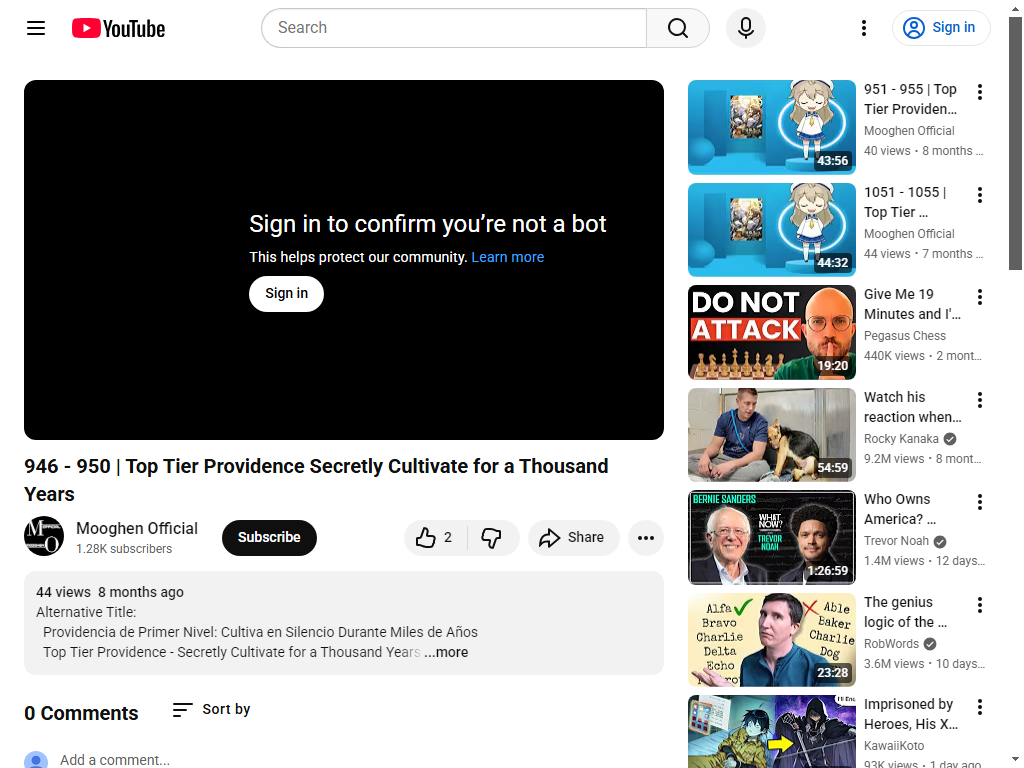 YouTube
Search
Sign in
Sign in to confirm you’re not a bot
This helps protect our community. Learn more
Sign in
946 - 950 | Top Tier Providence Secretly Cultivate for a Thousand
Years
Mooghen Official
1.28K subscribers
Subscribe
2
Share
44 views 8 months ago
Alternative Title:
Providencia de Primer Nivel: Cultiva en Silencio Durante Miles de Años
Top Tier Providence - Secretly Cultivate for a Thousand Years ...more
0 Comments
Sort by
Add a comment...
43:56
951 - 955 | Top
Tier Providen...
Mooghen Official
40 views • 8 months ...
44:32
1051 - 1055 |
Top Tier ...
Mooghen Official
44 views • 7 months ...
DO NOT
ATTACK
19:20
Give Me 19
Minutes and I'...
Pegasus Chess
440K views • 2 mont...
54:59
Watch his
reaction when...
Rocky Kanaka
9.2M views • 8 mont...
BERNIE SANDERS
WHAT
NOW?
TREVOR
NOAH
1:26:59
Who Owns
America? ...
Trevor Noah
1.4M views • 12 days...
Alfa
Bravo
Charlie
Delta
Echo
Able
Baker
Charlie
Dog
23:28
The genius
logic of the ...
RobWords
3.6M views • 10 days...
Imprisoned by
Heroes, His X...
KawaiiKoto
93K views • 1 day ago